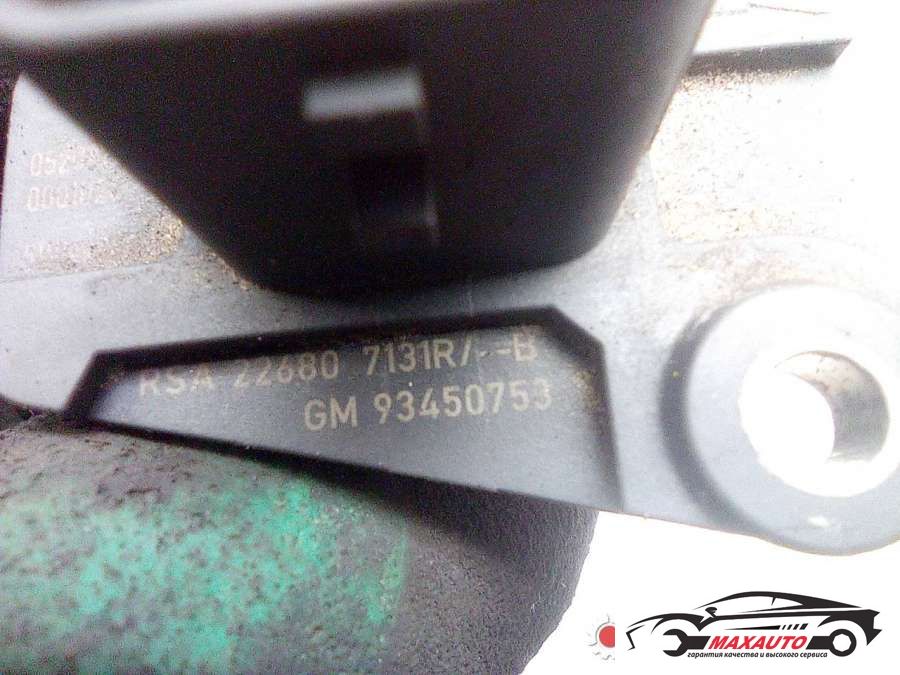 RSA 22680 7131R/--B
GM 93450753
MAXAUTO
гарантия качества и высокого сервиса